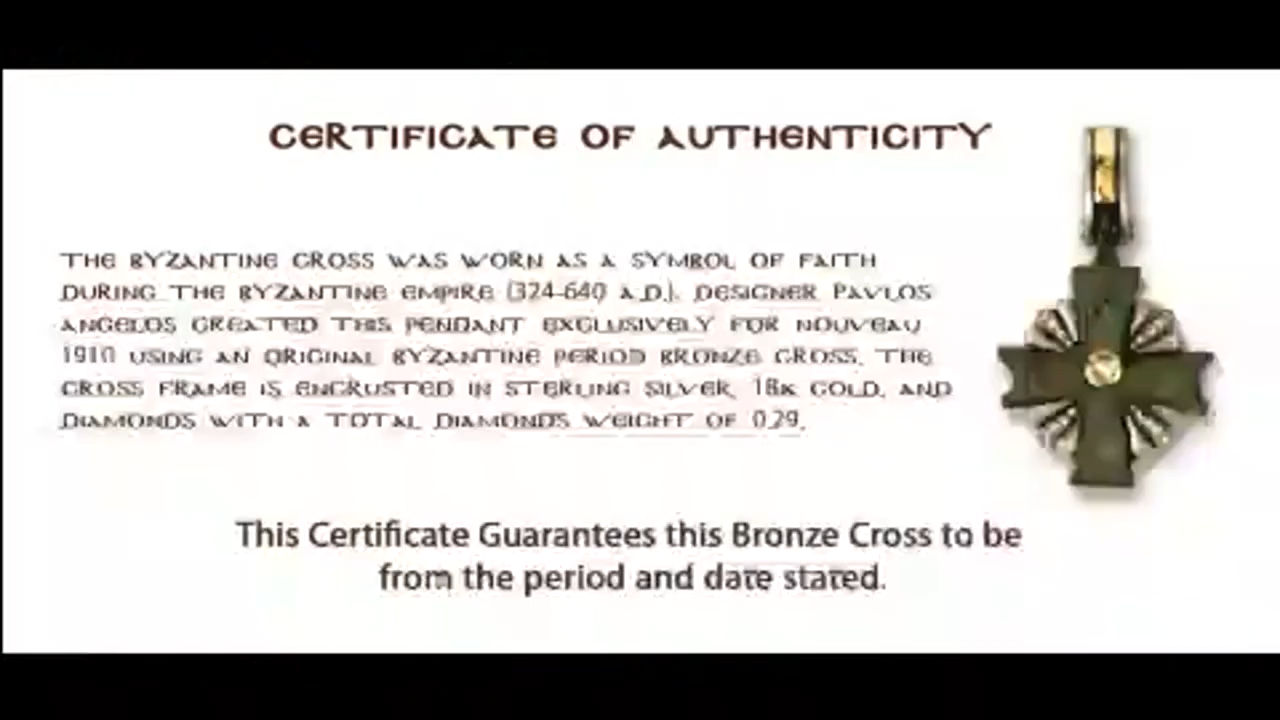 CERTIFICATE OF AUTHENTICITY
THE BYZANTINE CROSS WAS WORN AS A SYMBOL OF FAITH
DURING THE BYZANTINE EMPIRE (324-640 A.D.). DESIGNER PAVLOS
ANGELOS CREATED THIS PENDANT EXCLUSIVELY FOR NOUVEAU
1910 USING AN ORIGINAL BYZANTINE PERIOD BRONZE CROSS. THE
CROSS FRAME IS ENCRUSTED IN STERLING SILVER, 18K GOLD, AND
DIAMONDS WITH A TOTAL DIAMONDS WEIGHT OF 0.29.
This Certificate Guarantees this Bronze Cross to be
from the period and date stated.